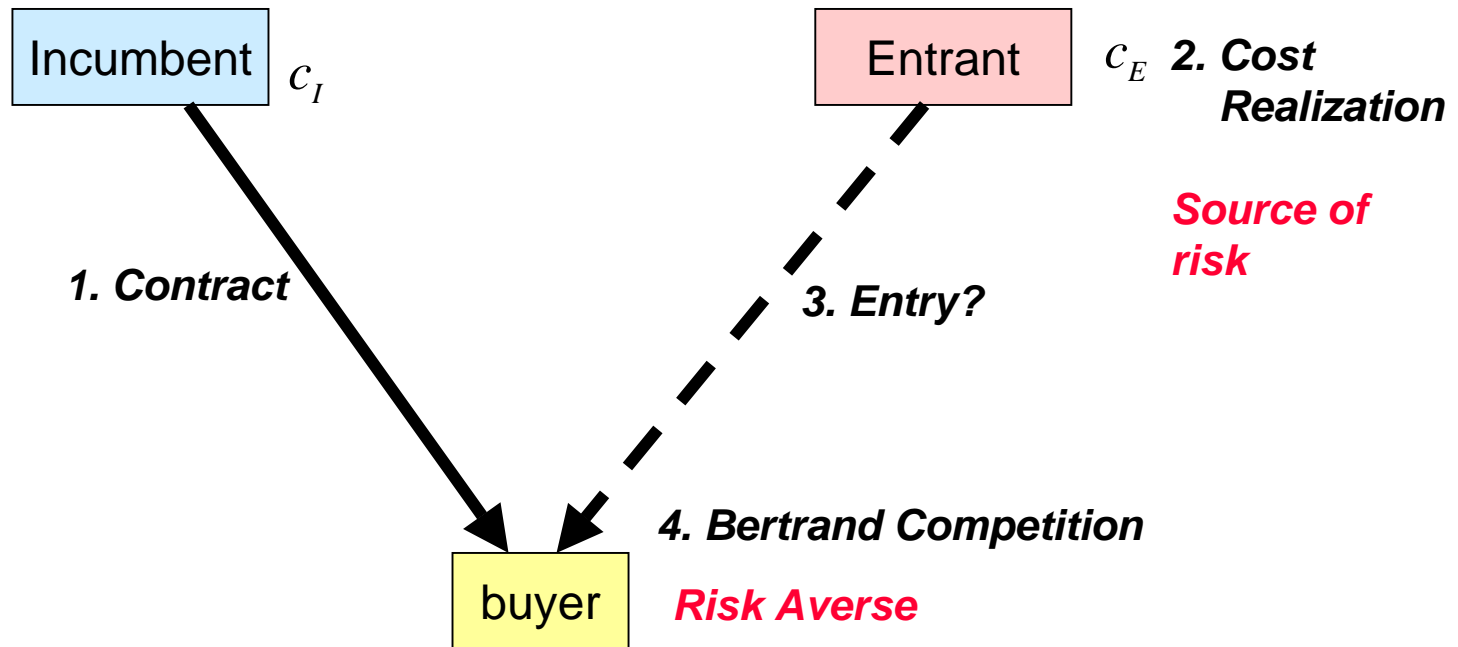 Incumbent
c_I
Entrant
c_E
2. Cost
Realization
Source of
risk
1. Contract
3. Entry?
4. Bertrand Competition
buyer
Risk Averse